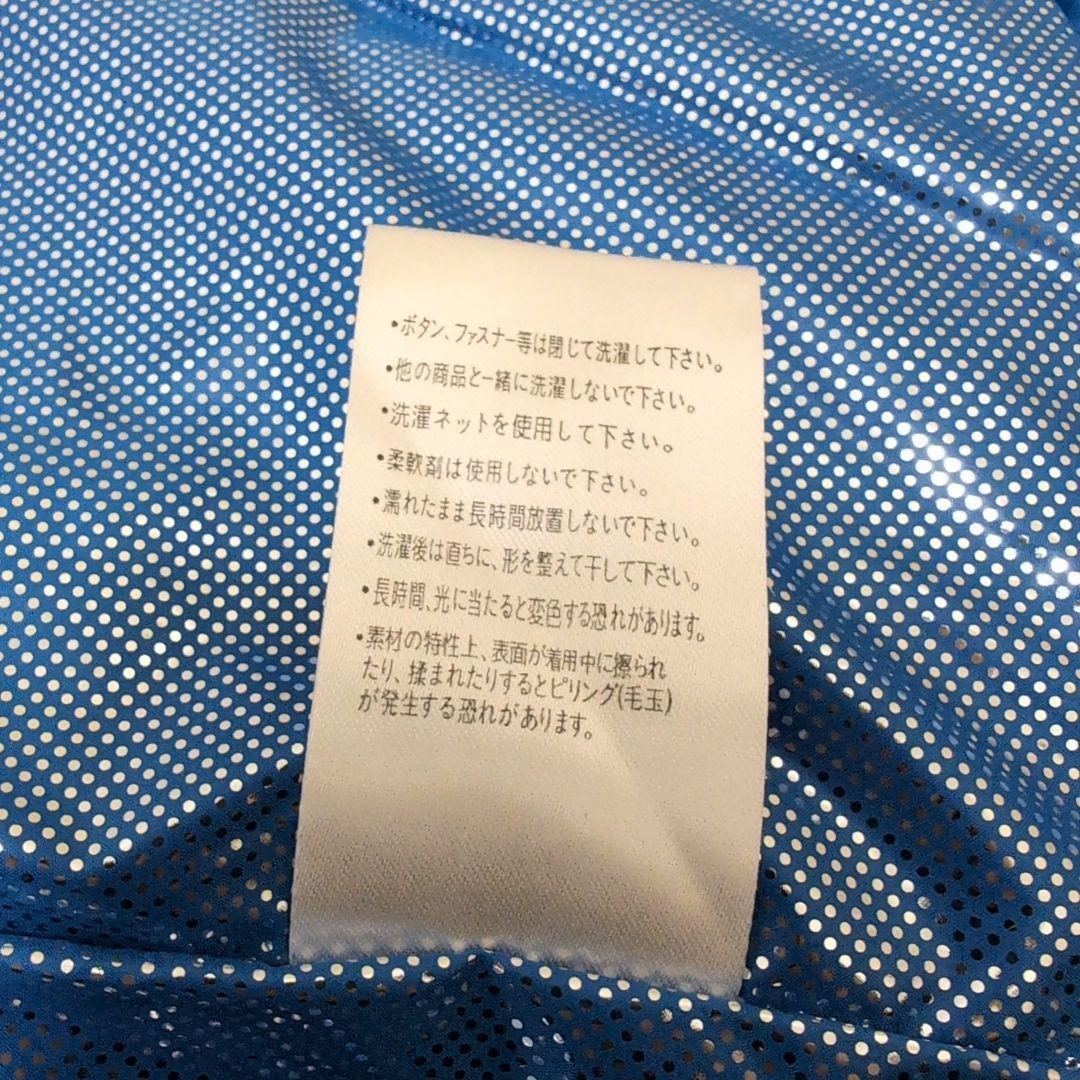 •ボタン、ファスナー等は閉じて洗濯して下さい。
•他の商品と一緒に洗濯しないで下さい。
•洗濯ネットを使用して下さい。
•柔軟剤は使用しないで下さい。
•濡れたまま長時間放置しないで下さい。
•洗濯後は直ちに、形を整えて干して下さい。
•長時間、光に当たると変色する恐れがあります。
•素材の特性上、表面が着用中に擦られ
たり、揉まれたりするとピリング(毛玉)
が発生する恐れがあります。